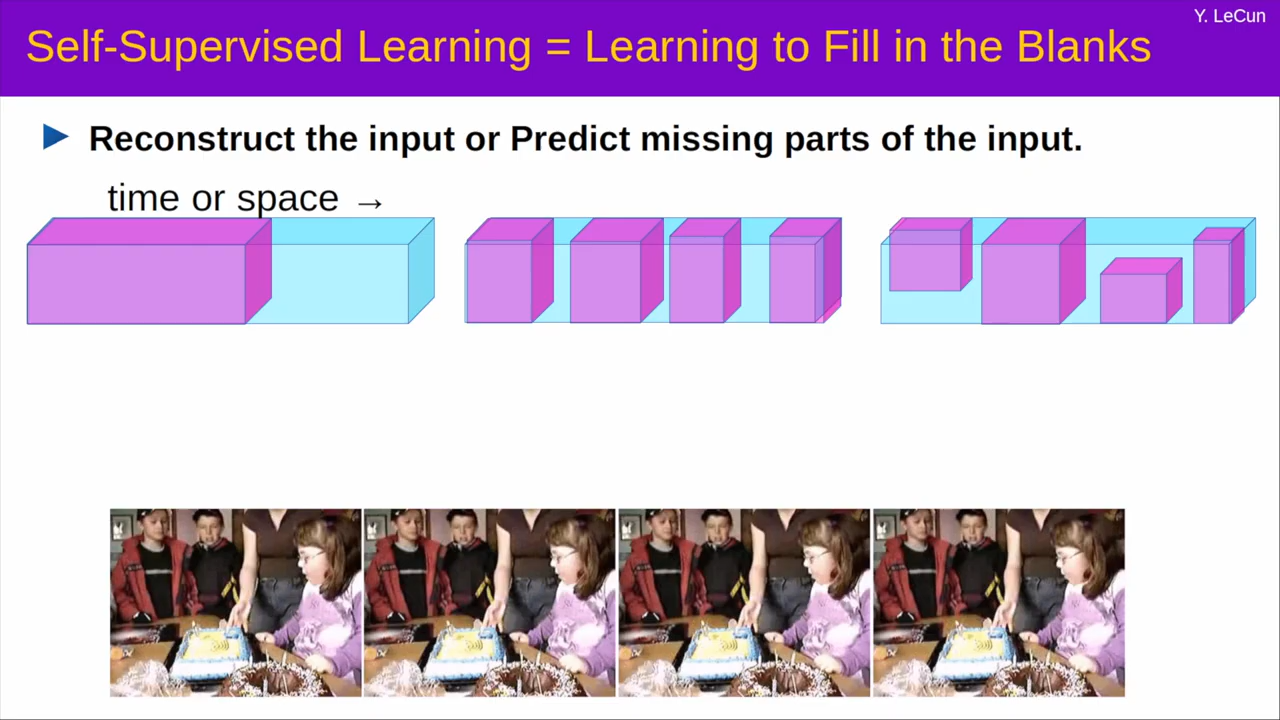 Y. LeCun
Self-Supervised Learning = Learning to Fill in the Blanks
Reconstruct the input or Predict missing parts of the input.
time or space →